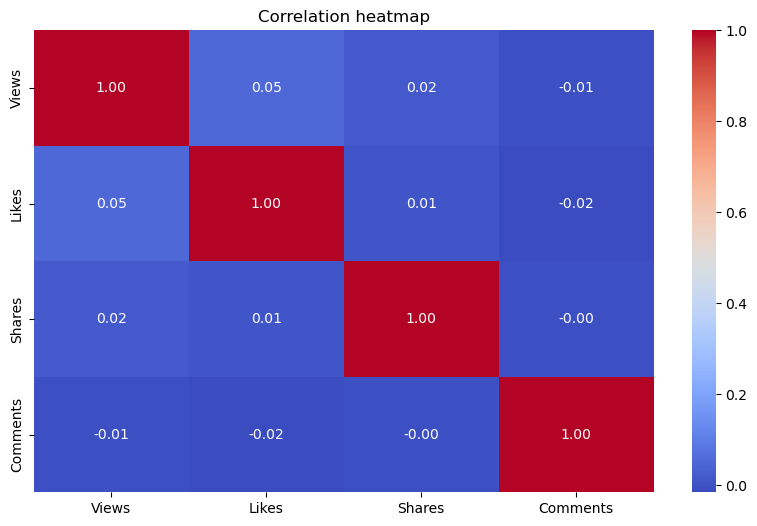 Correlation heatmap
Views 1.00 0.05 0.02 -0.01
Likes 0.05 1.00 0.01 -0.02
Shares 0.02 0.01 1.00 -0.00
Comments -0.01 -0.02 -0.00 1.00
Views Likes Shares Comments
1.0
0.8
0.6
0.4
0.2
0.0